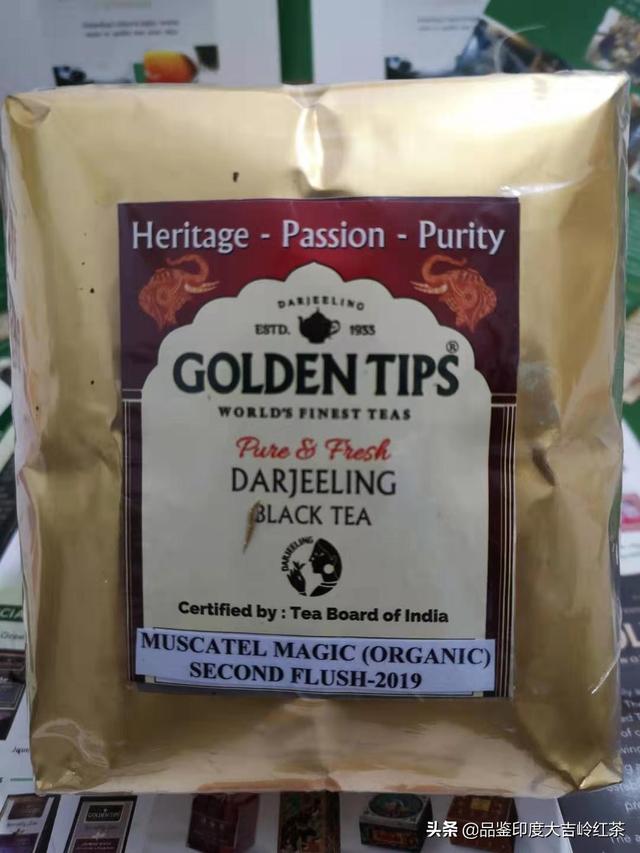 Heritage - Passion - Purity
DARJEELING
ESTD. 1933
GOLDEN TIPS®
WORLD'S FINEST TEAS
Pure & Fresh
DARJEELING
BLACK TEA
DARJEELING
Certified by : Tea Board of India
MUSCATEL MAGIC (ORGANIC)
SECOND FLUSH-2019
GOLDEN TIPS
头条 @品鉴印度大吉岭红茶